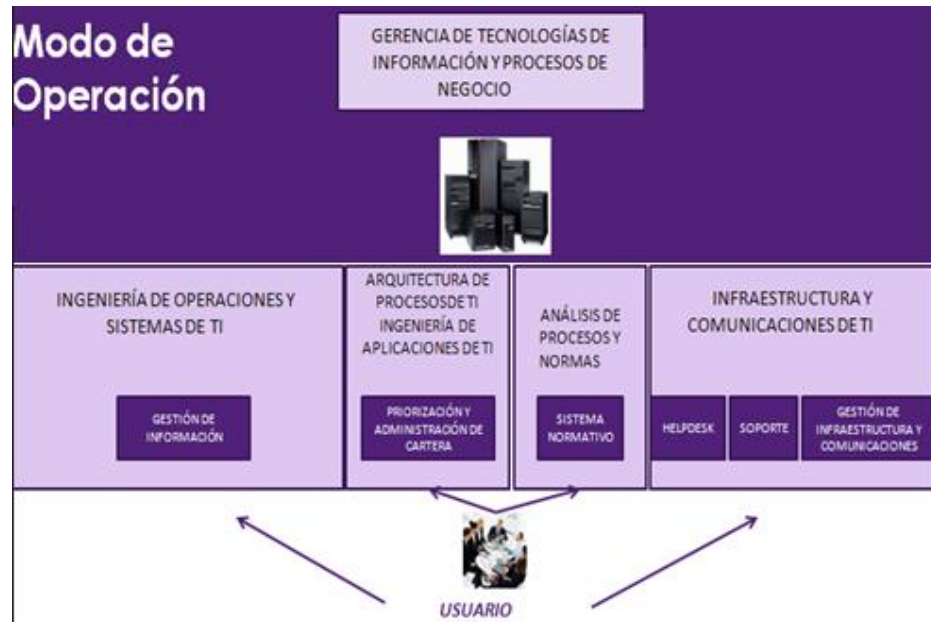 Modo de
Operación
GERENCIA DE TECNOLOGÍAS DE
INFORMACIÓN Y PROCESOS DE
NEGOCIO
INGENIERÍA DE OPERACIONES Y
SISTEMAS DE TI
GESTIÓN DE
INFORMACIÓN
ARQUITECTURA DE
PROCESOS DE TI
INGENIERÍA DE
APLICACIONES DE TI
PRIORIZACIÓN Y
ADMINISTRACIÓN DE
CARTERA
ANÁLISIS DE
PROCESOS Y
NORMAS
SISTEMA
NORMATIVO
INFRAESTRUCTURA Y
COMUNICACIONES DE TI
HELPDESK
SOPORTE
GESTIÓN DE
INFRAESTRUCTURA Y
COMUNICACIONES
USUARIO